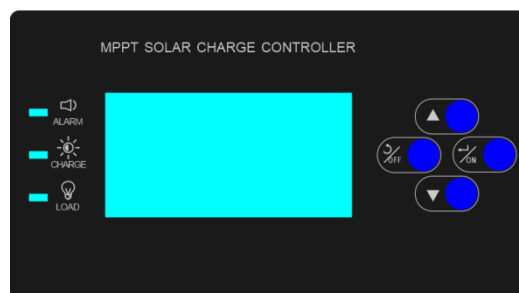 MPPT SOLAR CHARGE CONTROLLER
ALARM
CHARGE
LOAD
/OFF
/ON